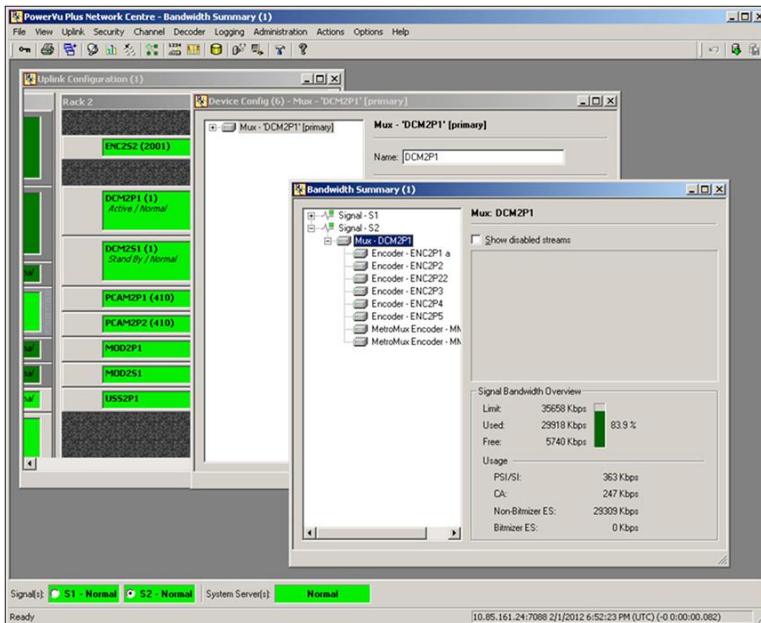 PowerVu Plus Network Centre - Bandwidth Summary (1)
File View Uplink Security Channel Decoder Logging Administration Actions Options Help
Uplink Configuration (1)
Rack 2
ENC2S2 (2001)
DCM2P1 (1)
Active / Normal
DCM2S1 (1)
Stand By / Normal
PCAM2P1 (410)
PCAM2P2 (410)
MOD2P1
MOD2S1
USS2P1
Device Config (6) - Mux - 'DCM2P1' [primary]
Mux - 'DCM2P1' [primary]
Mux - 'DCM2P1' [primary]
Name: DCM2P1
Bandwidth Summary (1)
Signal - S1
Signal - S2
Mux - DCM2P1
Encoder - ENC2P1 a
Encoder - ENC2P2
Encoder - ENC2P22
Encoder - ENC2P3
Encoder - ENC2P4
Encoder - ENC2P5
MetroMux Encoder - MM
MetroMux Encoder - MM
Mux: DCM2P1
Show disabled streams
Signal Bandwidth Overview
Limit: 35658 Kbps
Used: 29918 Kbps 83.9 %
Free: 5740 Kbps
Usage
PSI/SI: 363 Kbps
CA: 247 Kbps
Non-Bitmizer ES: 29309 Kbps
Bitmizer ES: 0 Kbps
Signal(s): S1 - Normal S2 - Normal System Server(s): Normal
Ready 10.85.161.24:7088 2/1/2012 6:52:23 PM (UTC) (-0 0:00:00.082)